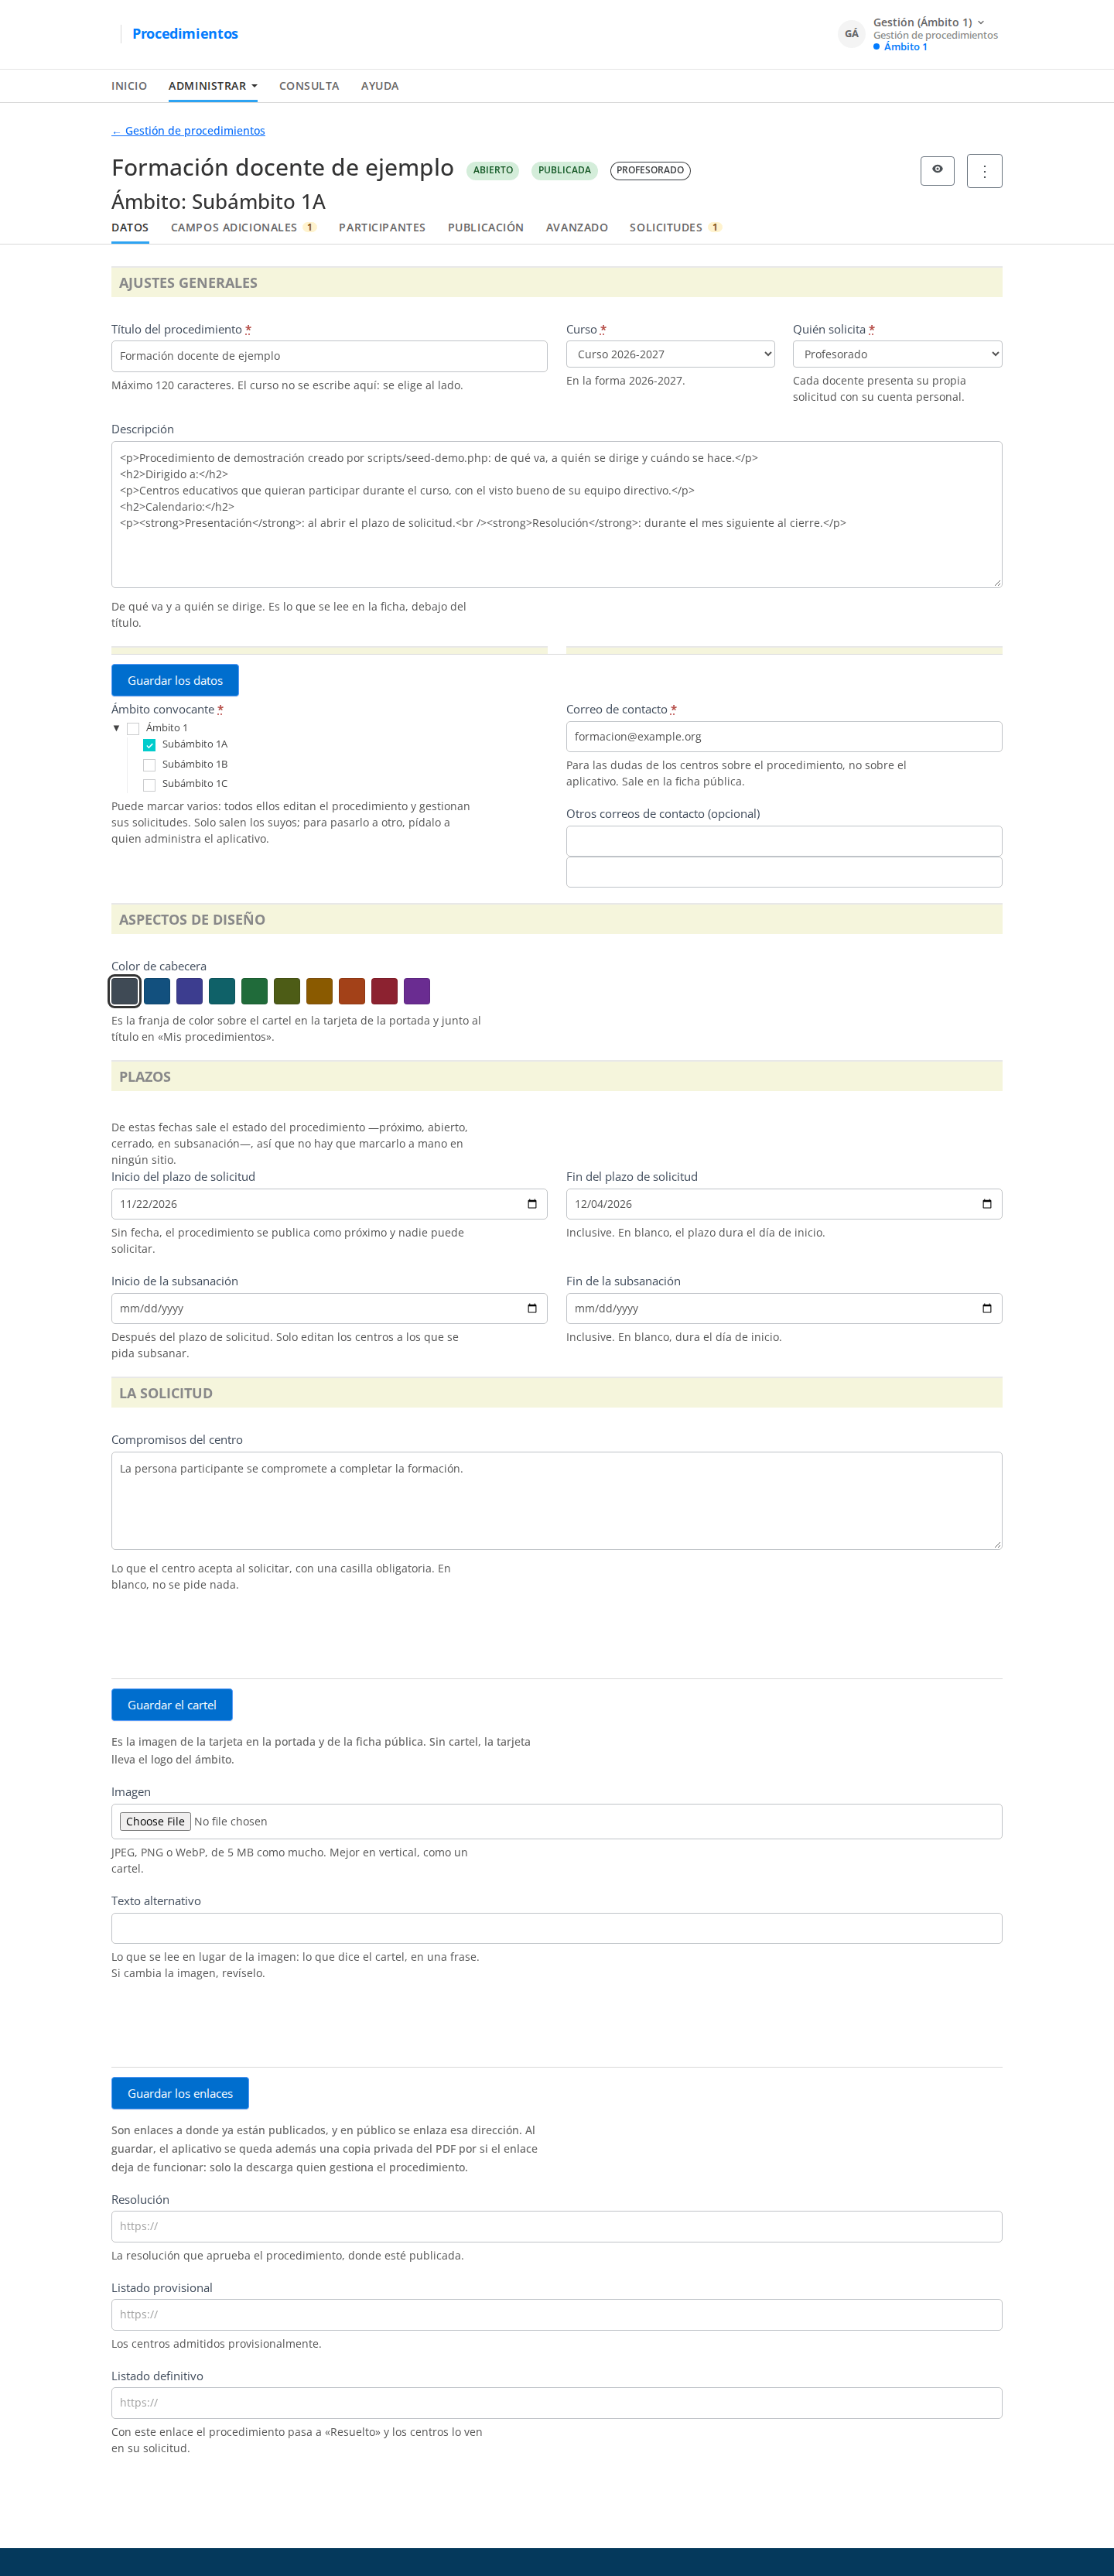 Procedimientos
GÁ
Gestión (Ámbito 1)
Gestión de procedimientos
Ámbito 1
INICIO ADMINISTRAR CONSULTA AYUDA
← Gestión de procedimientos
Formación docente de ejemplo ABIERTO PUBLICADA PROFESORADO
⋮
Ámbito: Subámbito 1A
DATOS CAMPOS ADICIONALES 1 PARTICIPANTES PUBLICACIÓN AVANZADO SOLICITUDES 1
AJUSTES GENERALES
Título del procedimiento * Curso * Quién solicita *
Formación docente de ejemplo Curso 2026-2027 Profesorado
Máximo 120 caracteres. El curso no se escribe aquí: se elige al lado.
En la forma 2026-2027.
Cada docente presenta su propia
solicitud con su cuenta personal.
Descripción
<p>Procedimiento de demostración creado por scripts/seed-demo.php: de qué va, a quién se dirige y cuándo se hace.</p>
<h2>Dirigido a:</h2>
<p>Centros educativos que quieran participar durante el curso, con el visto bueno de su equipo directivo.</p>
<h2>Calendario:</h2>
<p><strong>Presentación</strong>: al abrir el plazo de solicitud.<br /><strong>Resolución</strong>: durante el mes siguiente al cierre.</p>
De qué va y a quién se dirige. Es lo que se lee en la ficha, debajo del
título.
Guardar los datos
Ámbito convocante *
▼ Ámbito 1
Subámbito 1A
Subámbito 1B
Subámbito 1C
Puede marcar varios: todos ellos editan el procedimiento y gestionan
sus solicitudes. Solo salen los suyos; para pasarlo a otro, pídalo a
quien administra el aplicativo.
Correo de contacto *
formacion@example.org
Para las dudas de los centros sobre el procedimiento, no sobre el
aplicativo. Sale en la ficha pública.
Otros correos de contacto (opcional)
ASPECTOS DE DISEÑO
Color de cabecera
Es la franja de color sobre el cartel en la tarjeta de la portada y junto al
título en «Mis procedimientos».
PLAZOS
De estas fechas sale el estado del procedimiento —próximo, abierto,
cerrado, en subsanación—, así que no hay que marcarlo a mano en
ningún sitio.
Inicio del plazo de solicitud Fin del plazo de solicitud
11/22/2026 12/04/2026
Sin fecha, el procedimiento se publica como próximo y nadie puede
solicitar.
Inclusive. En blanco, el plazo dura el día de inicio.
Inicio de la subsanación Fin de la subsanación
mm/dd/yyyy mm/dd/yyyy
Después del plazo de solicitud. Solo editan los centros a los que se
pida subsanar.
Inclusive. En blanco, dura el día de inicio.
LA SOLICITUD
Compromisos del centro
La persona participante se compromete a completar la formación.
Lo que el centro acepta al solicitar, con una casilla obligatoria. En
blanco, no se pide nada.
Guardar el cartel
Es la imagen de la tarjeta en la portada y de la ficha pública. Sin cartel, la tarjeta
lleva el logo del ámbito.
Imagen
Choose File No file chosen
JPEG, PNG o WebP, de 5 MB como mucho. Mejor en vertical, como un
cartel.
Texto alternativo
Lo que se lee en lugar de la imagen: lo que dice el cartel, en una frase.
Si cambia la imagen, revíselo.
Guardar los enlaces
Son enlaces a donde ya están publicados, y en público se enlaza esa dirección. Al
guardar, el aplicativo se queda además una copia privada del PDF por si el enlace
deja de funcionar: solo la descarga quien gestiona el procedimiento.
Resolución
https://
La resolución que aprueba el procedimiento, donde esté publicada.
Listado provisional
https://
Los centros admitidos provisionalmente.
Listado definitivo
https://
Con este enlace el procedimiento pasa a «Resuelto» y los centros lo ven
en su solicitud.